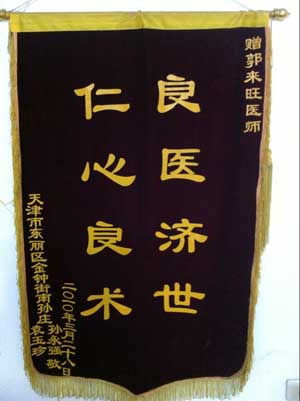 赠郭来旺医师
良医济世
仁心良术
二〇一〇年三月二十八日
孙永强敬
袁玉珍
天津市东丽区金钟街南孙庄